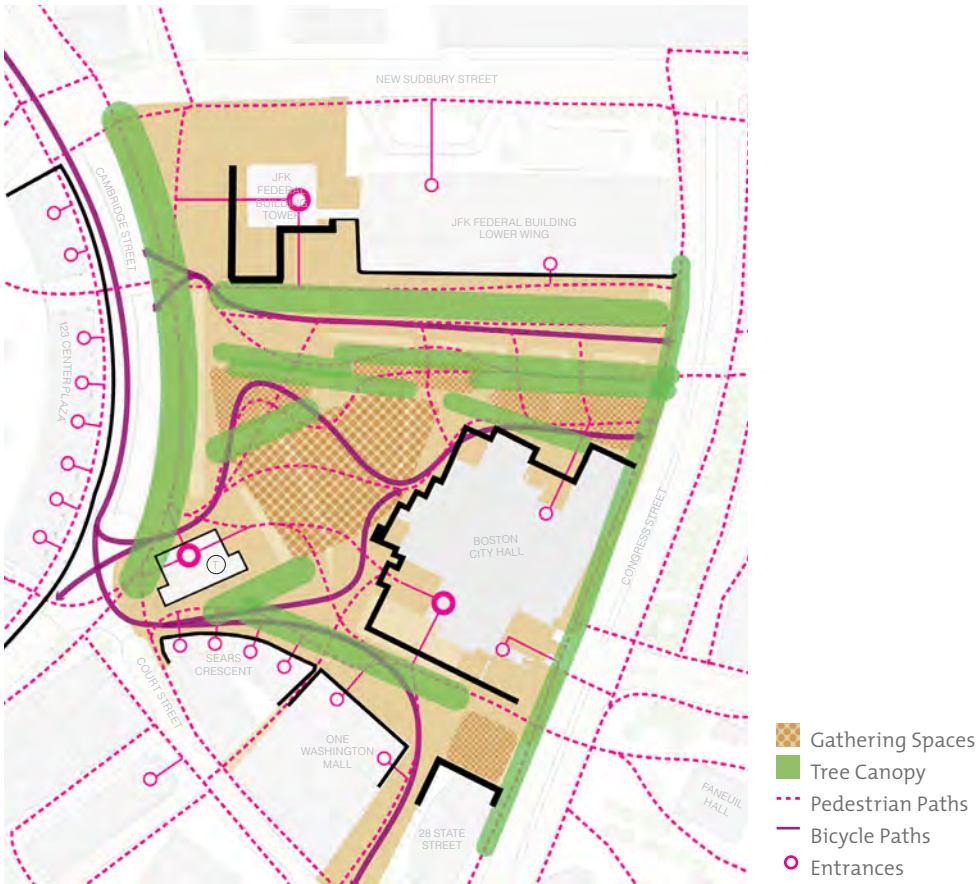 NEW SUDBURY STREET
CAMBRIDGE STREET
JFK
FEDERAL
BUILDING
TOWER
JFK FEDERAL BUILDING
LOWER WING
123 CENTER PLAZA
BOSTON
CITY HALL
CONGRESS STREET
T
SEARS
CRESCENT
COURT STREET
ONE
WASHINGTON
MALL
28 STATE
STREET
FANEUIL
HALL
Gathering Spaces
Tree Canopy
Pedestrian Paths
Bicycle Paths
Entrances